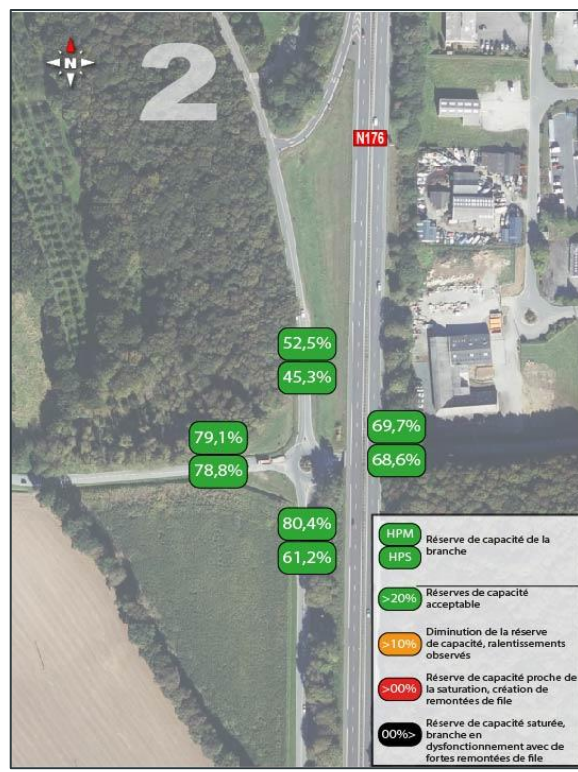 N
2
N176
52,5%
45,3%
79,1%
78,8%
69,7%
68,6%
80,4%
61,2%
HPM
HPS
Réserve de capacité de la
branche
>20%
Réserves de capacité
acceptable
>10%
Diminution de la réserve
de capacité, ralentissements
observés
>00%
Réserve de capacité proche de
la saturation, création de
remontées de file
00%>
Réserve de capacité saturée,
branche en
dysfonctionnement avec de
fortes remontées de file